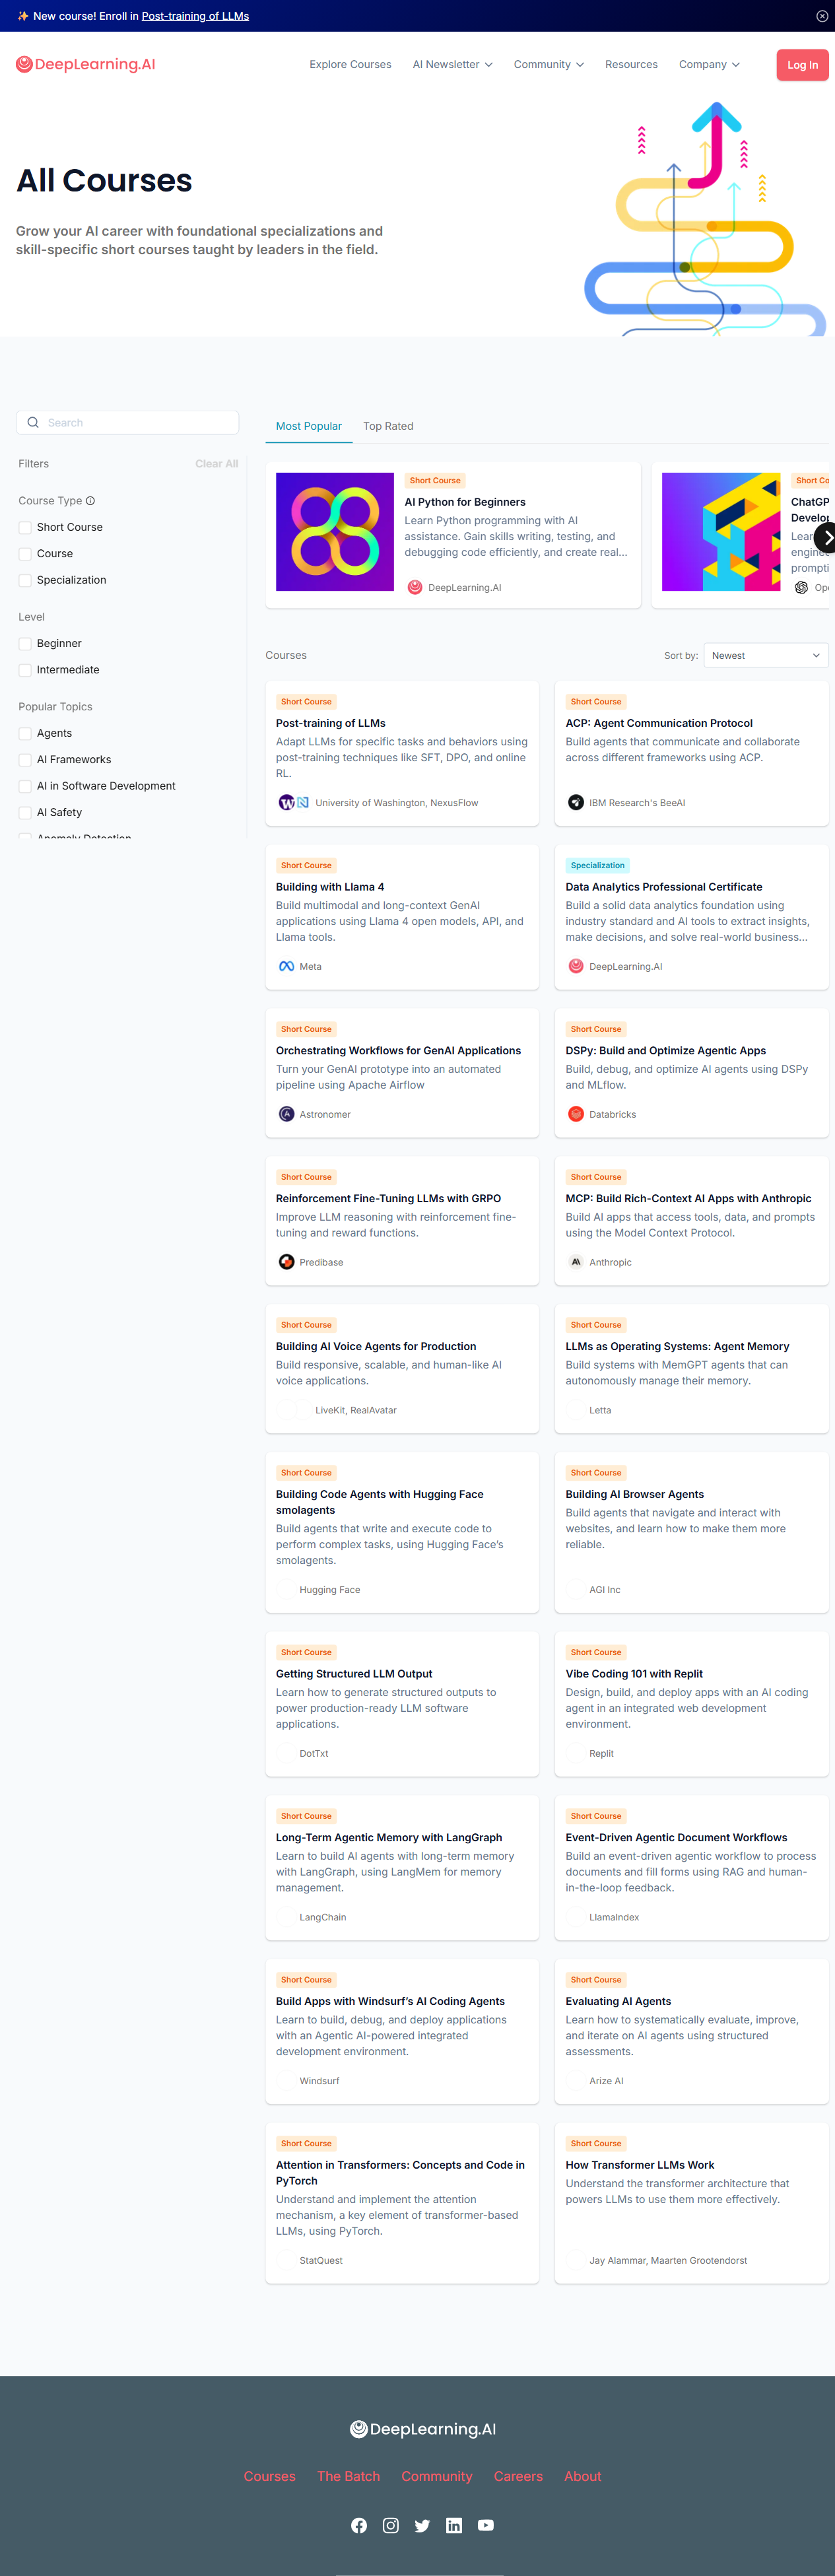 ✨ New course! Enroll in Post-training of LLMs
DeepLearning.AI
Explore Courses
AI Newsletter
Community
Resources
Company
Log In
All Courses
Grow your AI career with foundational specializations and
skill-specific short courses taught by leaders in the field.
Search
Filters
Clear All
Course Type
Short Course
Course
Specialization
Level
Beginner
Intermediate
Popular Topics
Agents
AI Frameworks
AI in Software Development
AI Safety
Anomaly Detection
Most Popular
Top Rated
Short Course
AI Python for Beginners
Learn Python programming with AI
assistance. Gain skills writing, testing, and
debugging code efficiently, and create real...
DeepLearning.AI
Short Co
ChatGP
Develop
Lear
engine
prompti
Ope
Courses
Sort by:
Newest
Short Course
Post-training of LLMs
Adapt LLMs for specific tasks and behaviors using
post-training techniques like SFT, DPO, and online
RL.
University of Washington, NexusFlow
Short Course
ACP: Agent Communication Protocol
Build agents that communicate and collaborate
across different frameworks using ACP.
IBM Research's BeeAI
Short Course
Building with Llama 4
Build multimodal and long-context GenAI
applications using Llama 4 open models, API, and
Llama tools.
Meta
Specialization
Data Analytics Professional Certificate
Build a solid data analytics foundation using
industry standard and AI tools to extract insights,
make decisions, and solve real-world business...
DeepLearning.AI
Short Course
Orchestrating Workflows for GenAI Applications
Turn your GenAI prototype into an automated
pipeline using Apache Airflow
Astronomer
Short Course
DSPy: Build and Optimize Agentic Apps
Build, debug, and optimize AI agents using DSPy
and MLflow.
Databricks
Short Course
Reinforcement Fine-Tuning LLMs with GRPO
Improve LLM reasoning with reinforcement fine-
tuning and reward functions.
Predibase
Short Course
MCP: Build Rich-Context AI Apps with Anthropic
Build AI apps that access tools, data, and prompts
using the Model Context Protocol.
Anthropic
Short Course
Building AI Voice Agents for Production
Build responsive, scalable, and human-like AI
voice applications.
LiveKit, RealAvatar
Short Course
LLMs as Operating Systems: Agent Memory
Build systems with MemGPT agents that can
autonomously manage their memory.
Letta
Short Course
Building Code Agents with Hugging Face
smolagents
Build agents that write and execute code to
perform complex tasks, using Hugging Face’s
smolagents.
Hugging Face
Short Course
Building AI Browser Agents
Build agents that navigate and interact with
websites, and learn how to make them more
reliable.
AGI Inc
Short Course
Getting Structured LLM Output
Learn how to generate structured outputs to
power production-ready LLM software
applications.
DotTxt
Short Course
Vibe Coding 101 with Replit
Design, build, and deploy apps with an AI coding
agent in an integrated web development
environment.
Replit
Short Course
Long-Term Agentic Memory with LangGraph
Learn to build AI agents with long-term memory
with LangGraph, using LangMem for memory
management.
LangChain
Short Course
Event-Driven Agentic Document Workflows
Build an event-driven agentic workflow to process
documents and fill forms using RAG and human-
in-the-loop feedback.
LlamaIndex
Short Course
Build Apps with Windsurf’s AI Coding Agents
Learn to build, debug, and deploy applications
with an Agentic AI-powered integrated
development environment.
Windsurf
Short Course
Evaluating AI Agents
Learn how to systematically evaluate, improve,
and iterate on AI agents using structured
assessments.
Arize AI
Short Course
Attention in Transformers: Concepts and Code in
PyTorch
Understand and implement the attention
mechanism, a key element of transformer-based
LLMs, using PyTorch.
StatQuest
Short Course
How Transformer LLMs Work
Understand the transformer architecture that
powers LLMs to use them more effectively.
Jay Alammar, Maarten Grootendorst
DeepLearning.AI
Courses
The Batch
Community
Careers
About